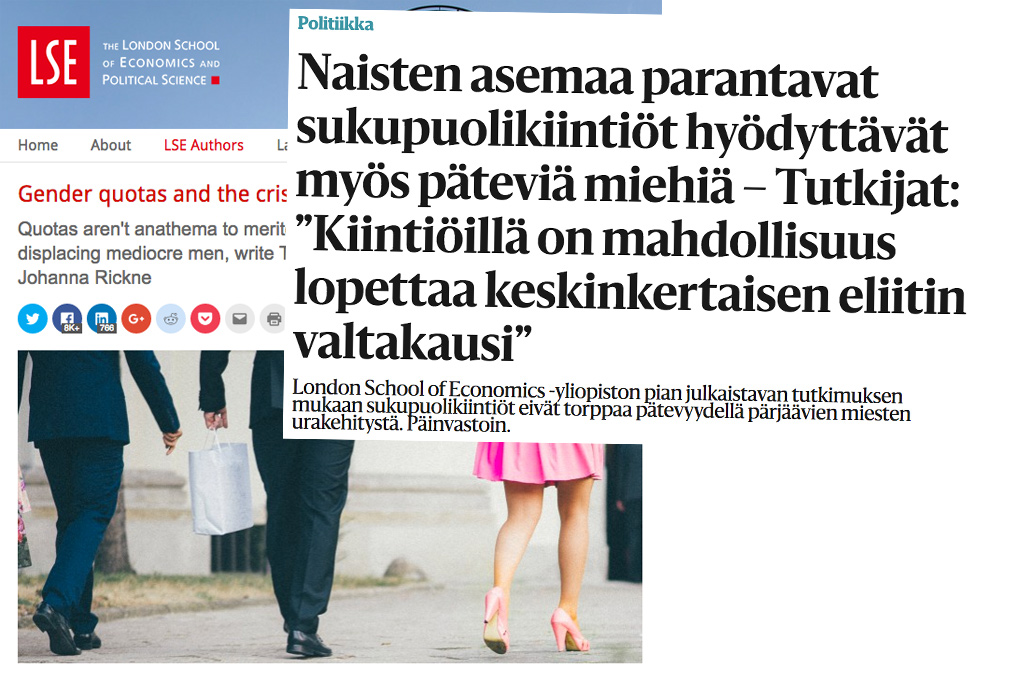 LSE
THE LONDON SCHOOL
OF ECONOMICS AND
POLITICAL SCIENCE
Home About LSE Authors
Gender quotas and the
Quotas aren't anathema to
displacing mediocre men, write
Johanna Rickne
8K+ 766 G+
Politiikka
Naisten asemaa parantavat
sukupuolikiintiöt hyödyttävät
myös päteviä miehiä – Tutkijat:
”Kiintiöillä on mahdollisuus
lopettaa keskinkertaisen eliitin
valtakausi”
London School of Economics -yliopiston pian julkaistavan tutkimuksen
mukaan sukupuolikiintiöt eivät torppaa pätevyydellä pärjäävien miesten
urakehitystä. Päinvastoin.